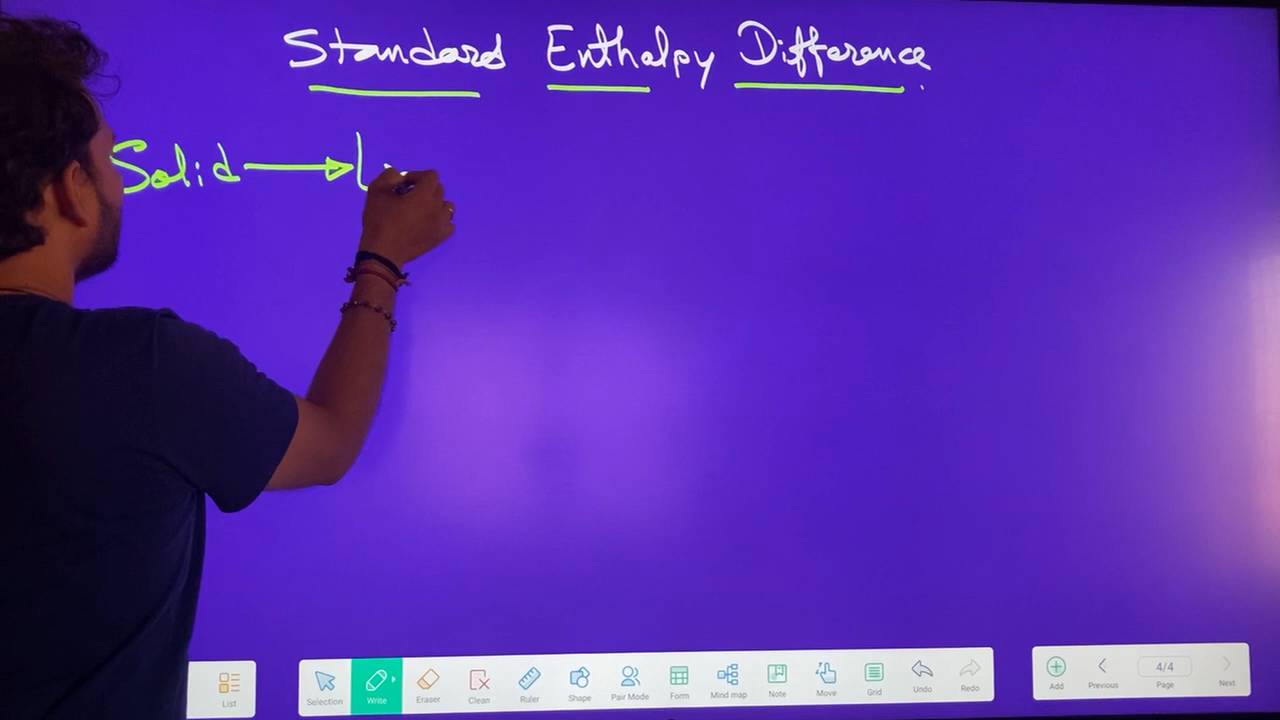 Standard Enthalpy Difference.
Solid → L
List
Selection Write Eraser Clean Ruler Shape Pair Mode Form Mind map Note Move Grid Undo Redo
Add Previous 4/4 Page Next